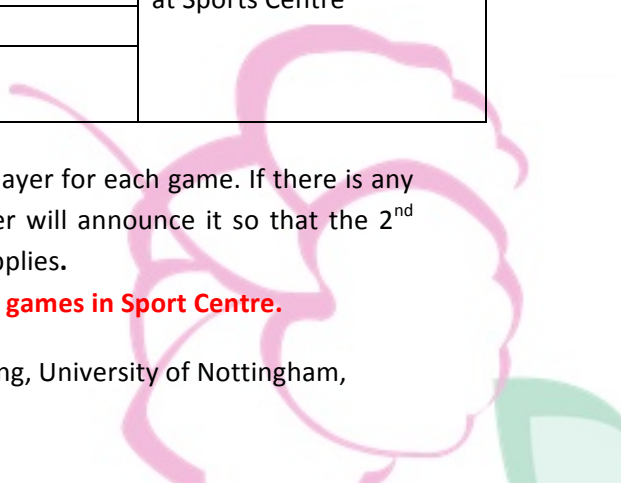 at Sports Centre
ayer for each game. If there is any
er will announce it so that the 2nd
pplies.
games in Sport Centre.
ng, University of Nottingham,